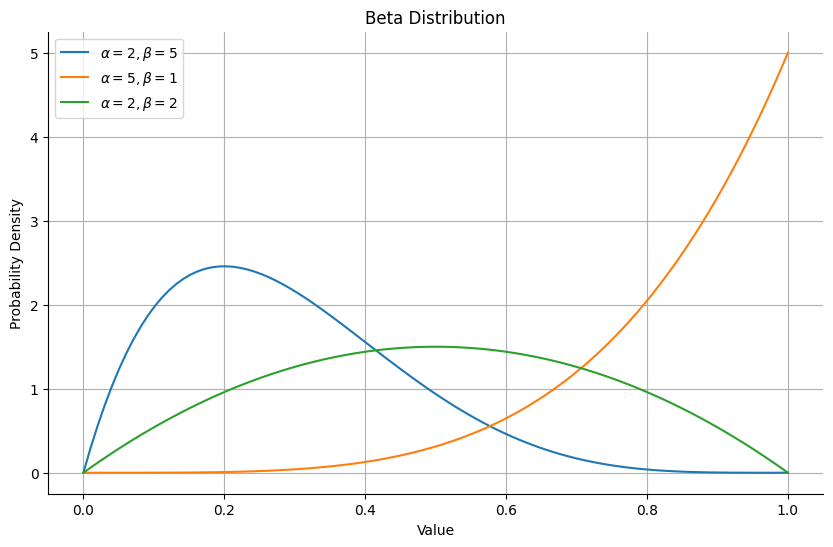 Beta Distribution
α = 2, β = 5
α = 5, β = 1
α = 2, β = 2
5
4
3
2
1
0
Probability Density
0.0 0.2 0.4 0.6 0.8 1.0
Value